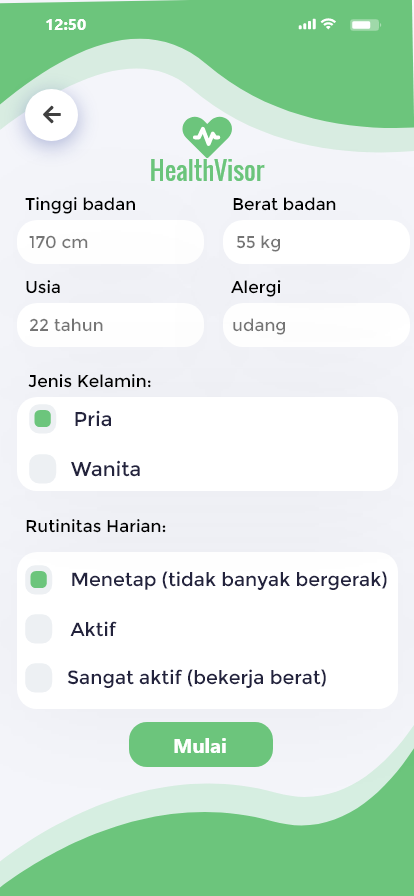 12:50
HealthVisor
Tinggi badan
Berat badan
170 cm
55 kg
Usia
Alergi
22 tahun
udang
Jenis Kelamin:
Pria
Wanita
Rutinitas Harian:
Menetap (tidak banyak bergerak)
Aktif
Sangat aktif (bekerja berat)
Mulai